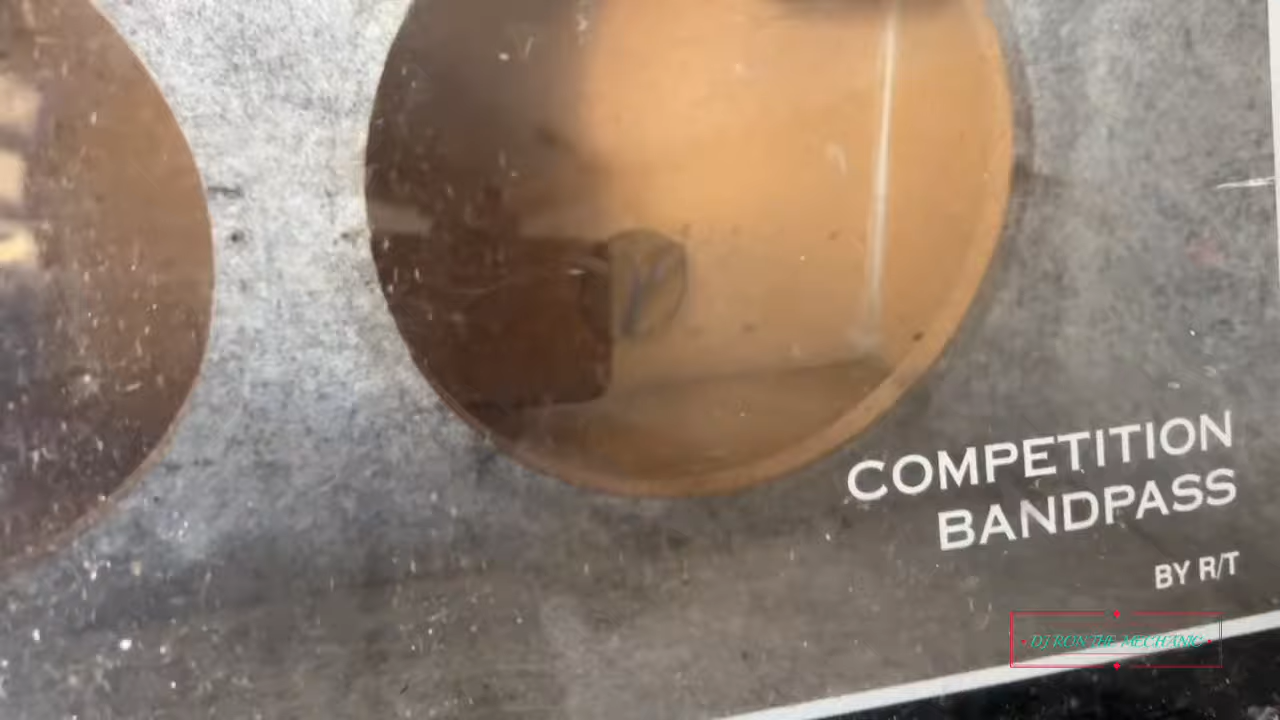 COMPETITION
BANDPASS
BY R/T
DJ RON THE MECHANIC